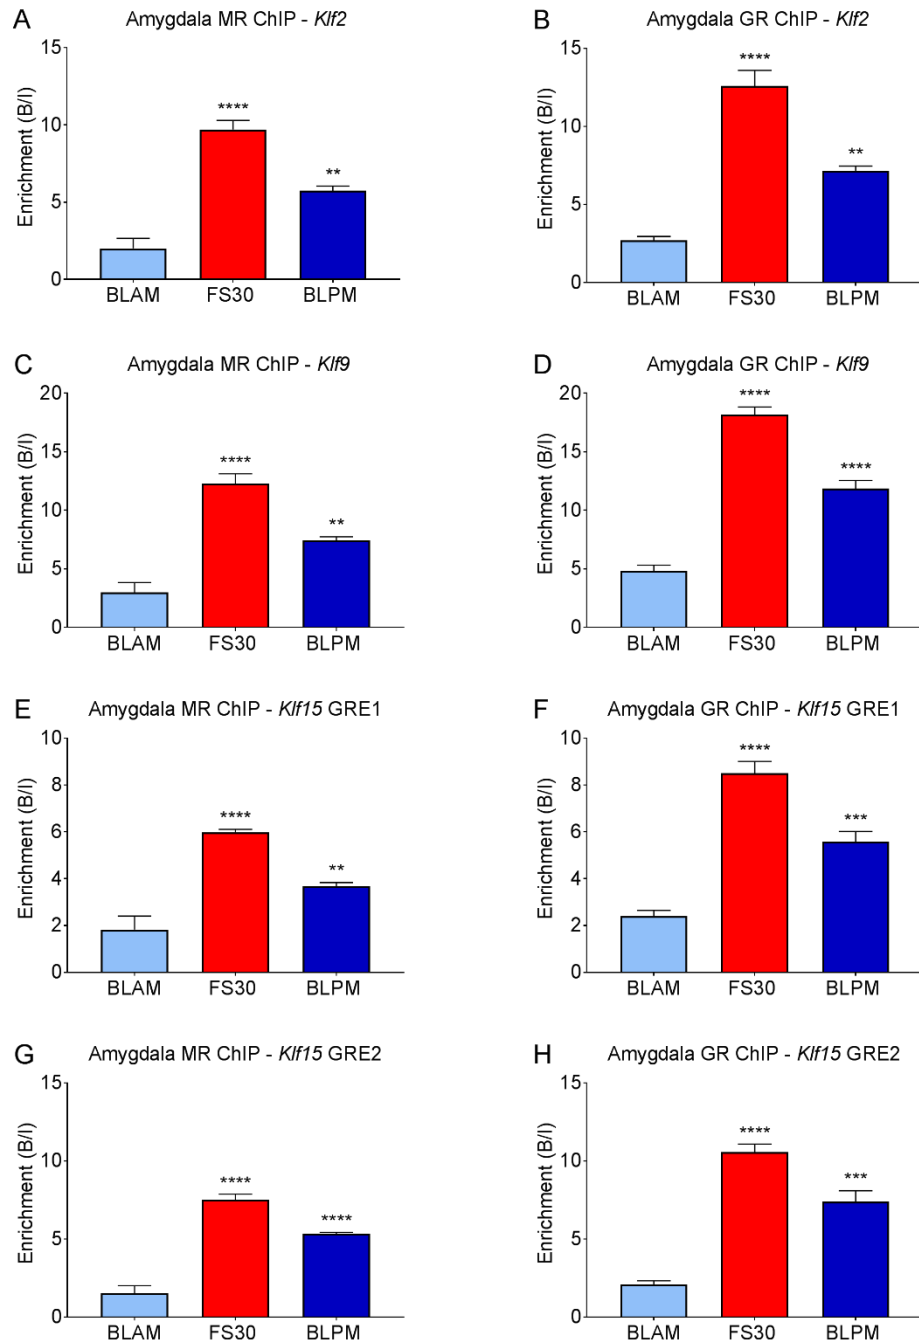 A
Amygdala MR ChIP - Klf2
Enrichment (B/I)
15
10
5
0
****
**
BLAM
FS30
BLPM
B
Amygdala GR ChIP - Klf2
Enrichment (B/I)
15
10
5
0
****
**
BLAM
FS30
BLPM
C
Amygdala MR ChIP - Klf9
Enrichment (B/I)
20
15
10
5
0
****
**
BLAM
FS30
BLPM
D
Amygdala GR ChIP - Klf9
Enrichment (B/I)
20
15
10
5
0
****
****
BLAM
FS30
BLPM
E
Amygdala MR ChIP - Klf15 GRE1
Enrichment (B/I)
10
8
6
4
2
0
****
**
BLAM
FS30
BLPM
F
Amygdala GR ChIP - Klf15 GRE1
Enrichment (B/I)
10
8
6
4
2
0
****
***
BLAM
FS30
BLPM
G
Amygdala MR ChIP - Klf15 GRE2
Enrichment (B/I)
15
10
5
0
****
****
BLAM
FS30
BLPM
H
Amygdala GR ChIP - Klf15 GRE2
Enrichment (B/I)
15
10
5
0
****
***
BLAM
FS30
BLPM